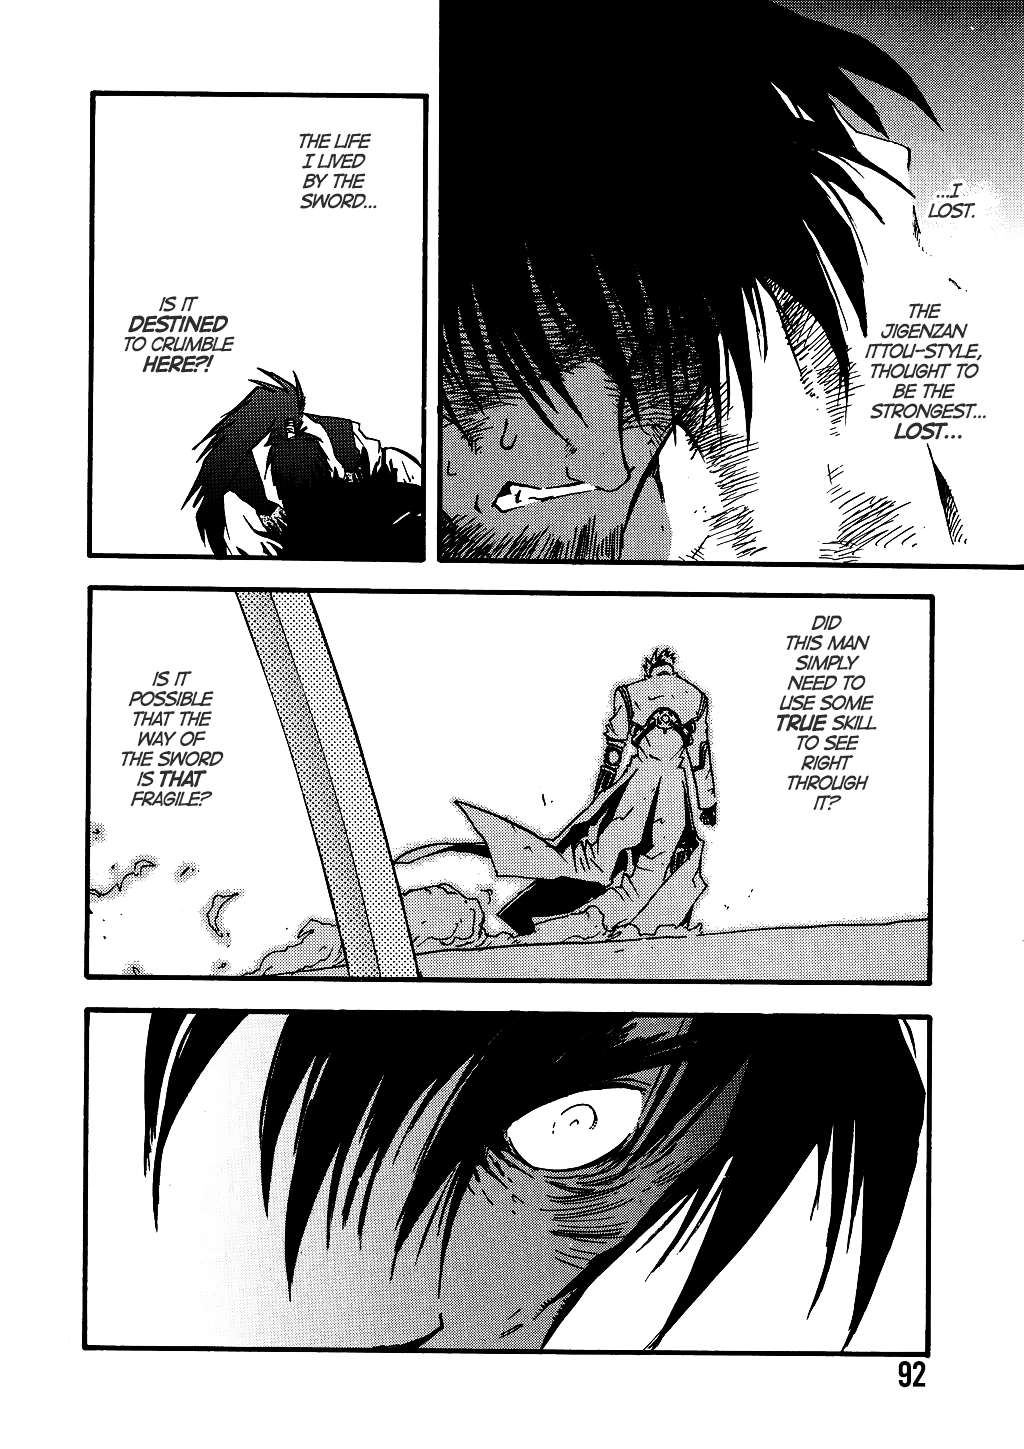 ...I
LOST.
THE
JIGENZAN
ITTOU-STYLE,
THOUGHT TO
BE THE
STRONGEST...
LOST...
THE LIFE
I LIVED
BY THE
SWORD...
IS IT
DESTINED
TO CRUMBLE
HERE?!
DID
THIS MAN
SIMPLY
NEED TO
USE SOME
TRUE SKILL
TO SEE
RIGHT
THROUGH
IT?
IS IT
POSSIBLE
THAT THE
WAY OF
THE SWORD
IS THAT
FRAGILE?
92